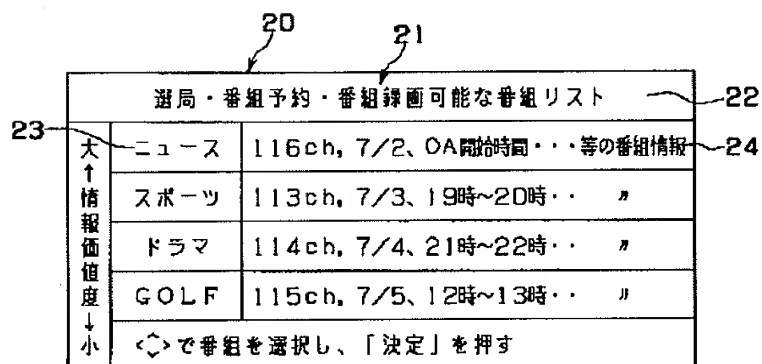 20
21
選局・番組予約・番組録画可能な番組リスト
22
23
大↑情報価値度↓小
ニュース 116ch, 7/2、OA開始時間・・・等の番組情報
24
スポーツ 113ch, 7/3、19時~20時・・ 〃
ドラマ 114ch, 7/4、21時~22時・・ 〃
GOLF 115ch, 7/5、12時~13時・・ 〃
で番組を選択し、「決定」を押す